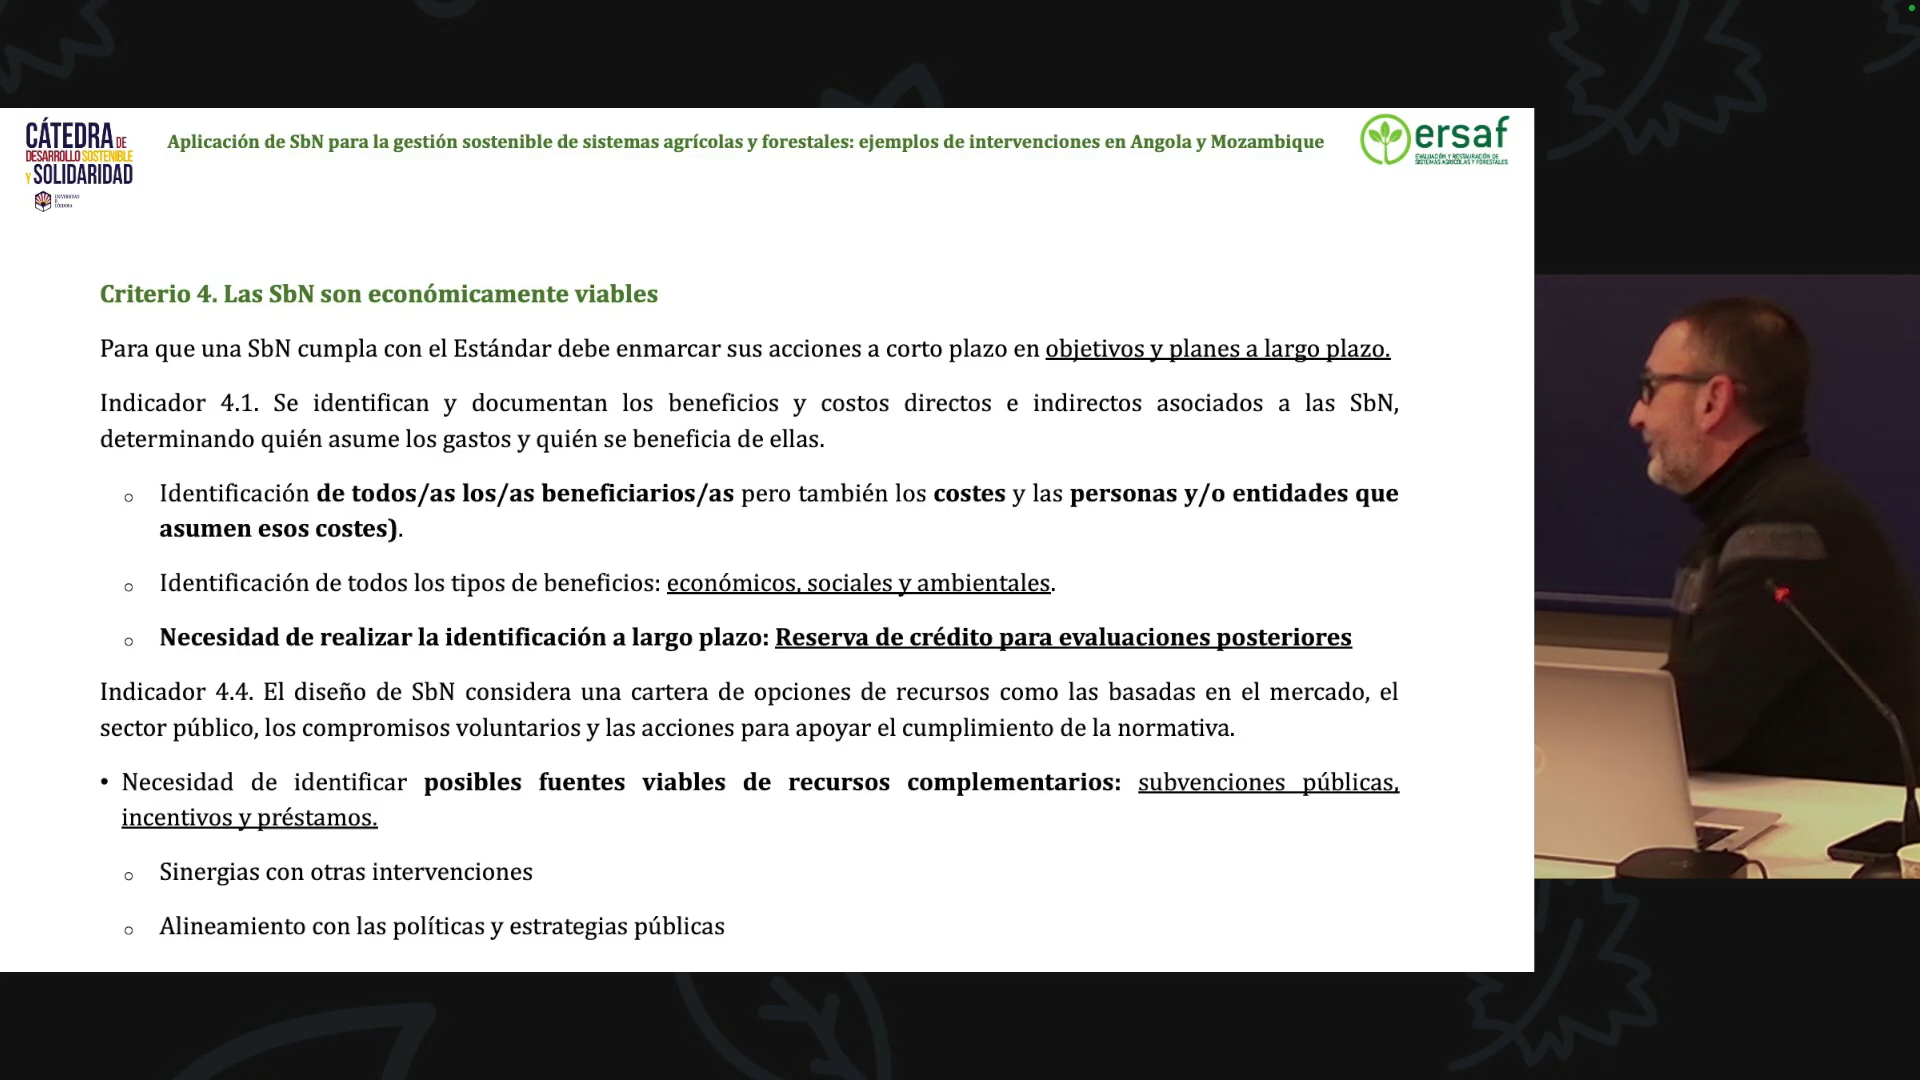 CÁTEDRA DE
DESARROLLO SOSTENIBLE
Y SOLIDARIDAD
UNIVERSIDAD
DE
CÓRDOBA
Aplicación de SbN para la gestión sostenible de sistemas agrícolas y forestales: ejemplos de intervenciones en Angola y Mozambique
ersaf
EVALUACIÓN Y RESTAURACIÓN DE
SISTEMAS AGRÍCOLAS Y FORESTALES
Criterio 4. Las SbN son económicamente viables
Para que una SbN cumpla con el Estándar debe enmarcar sus acciones a corto plazo en objetivos y planes a largo plazo.
Indicador 4.1. Se identifican y documentan los beneficios y costos directos e indirectos asociados a las SbN,
determinando quién asume los gastos y quién se beneficia de ellas.
○ Identificación de todos/as los/as beneficiarios/as pero también los costes y las personas y/o entidades que
asumen esos costes).
○ Identificación de todos los tipos de beneficios: económicos, sociales y ambientales.
○ Necesidad de realizar la identificación a largo plazo: Reserva de crédito para evaluaciones posteriores
Indicador 4.4. El diseño de SbN considera una cartera de opciones de recursos como las basadas en el mercado, el
sector público, los compromisos voluntarios y las acciones para apoyar el cumplimiento de la normativa.
• Necesidad de identificar posibles fuentes viables de recursos complementarios: subvenciones públicas,
incentivos y préstamos.
○ Sinergias con otras intervenciones
○ Alineamiento con las políticas y estrategias públicas